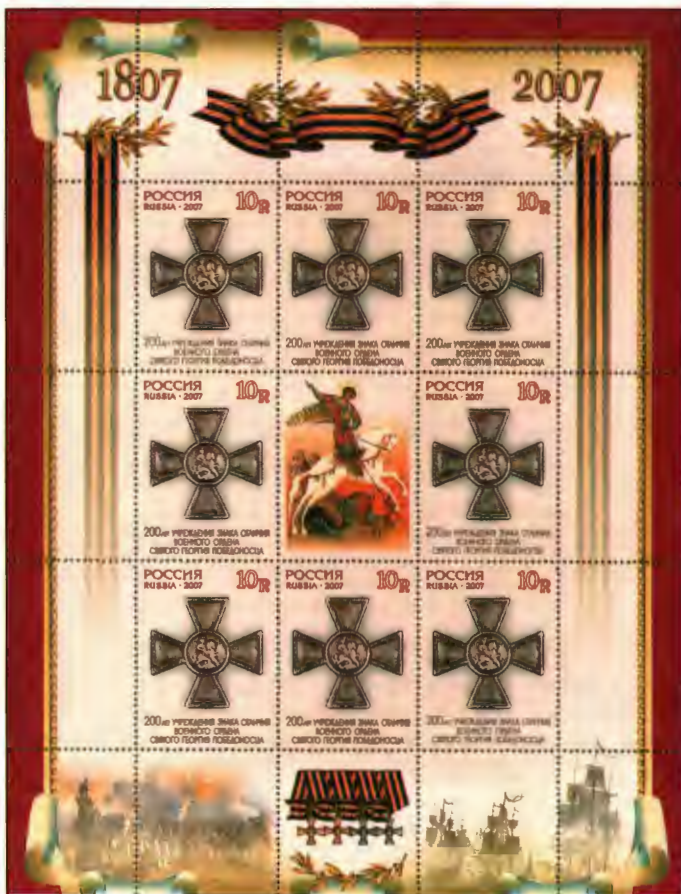 1807 2007
РОССИЯ 10R
RUSSIA · 2007
200 лет УЧРЕЖДЕНИЯ ЗНАКА ОТЛИЧИЯ
ВОЕННОГО ОРДЕНА
СВЯТОГО ГЕОРГИЯ ПОБЕДОНОСЦА
РОССИЯ 10R
RUSSIA · 2007
200 лет УЧРЕЖДЕНИЯ ЗНАКА ОТЛИЧИЯ
ВОЕННОГО ОРДЕНА
СВЯТОГО ГЕОРГИЯ ПОБЕДОНОСЦА
РОССИЯ 10R
RUSSIA · 2007
200 лет УЧРЕЖДЕНИЯ ЗНАКА ОТЛИЧИЯ
ВОЕННОГО ОРДЕНА
СВЯТОГО ГЕОРГИЯ ПОБЕДОНОСЦА
РОССИЯ 10R
RUSSIA · 2007
200 лет УЧРЕЖДЕНИЯ ЗНАКА ОТЛИЧИЯ
ВОЕННОГО ОРДЕНА
СВЯТОГО ГЕОРГИЯ ПОБЕДОНОСЦА
РОССИЯ 10R
RUSSIA · 2007
200 лет УЧРЕЖДЕНИЯ ЗНАКА ОТЛИЧИЯ
ВОЕННОГО ОРДЕНА
СВЯТОГО ГЕОРГИЯ ПОБЕДОНОСЦА
РОССИЯ 10R
RUSSIA · 2007
200 лет УЧРЕЖДЕНИЯ ЗНАКА ОТЛИЧИЯ
ВОЕННОГО ОРДЕНА
СВЯТОГО ГЕОРГИЯ ПОБЕДОНОСЦА
РОССИЯ 10R
RUSSIA · 2007
200 лет УЧРЕЖДЕНИЯ ЗНАКА ОТЛИЧИЯ
ВОЕННОГО ОРДЕНА
СВЯТОГО ГЕОРГИЯ ПОБЕДОНОСЦА
РОССИЯ 10R
RUSSIA · 2007
200 лет УЧРЕЖДЕНИЯ ЗНАКА ОТЛИЧИЯ
ВОЕННОГО ОРДЕНА
СВЯТОГО ГЕОРГИЯ ПОБЕДОНОСЦА